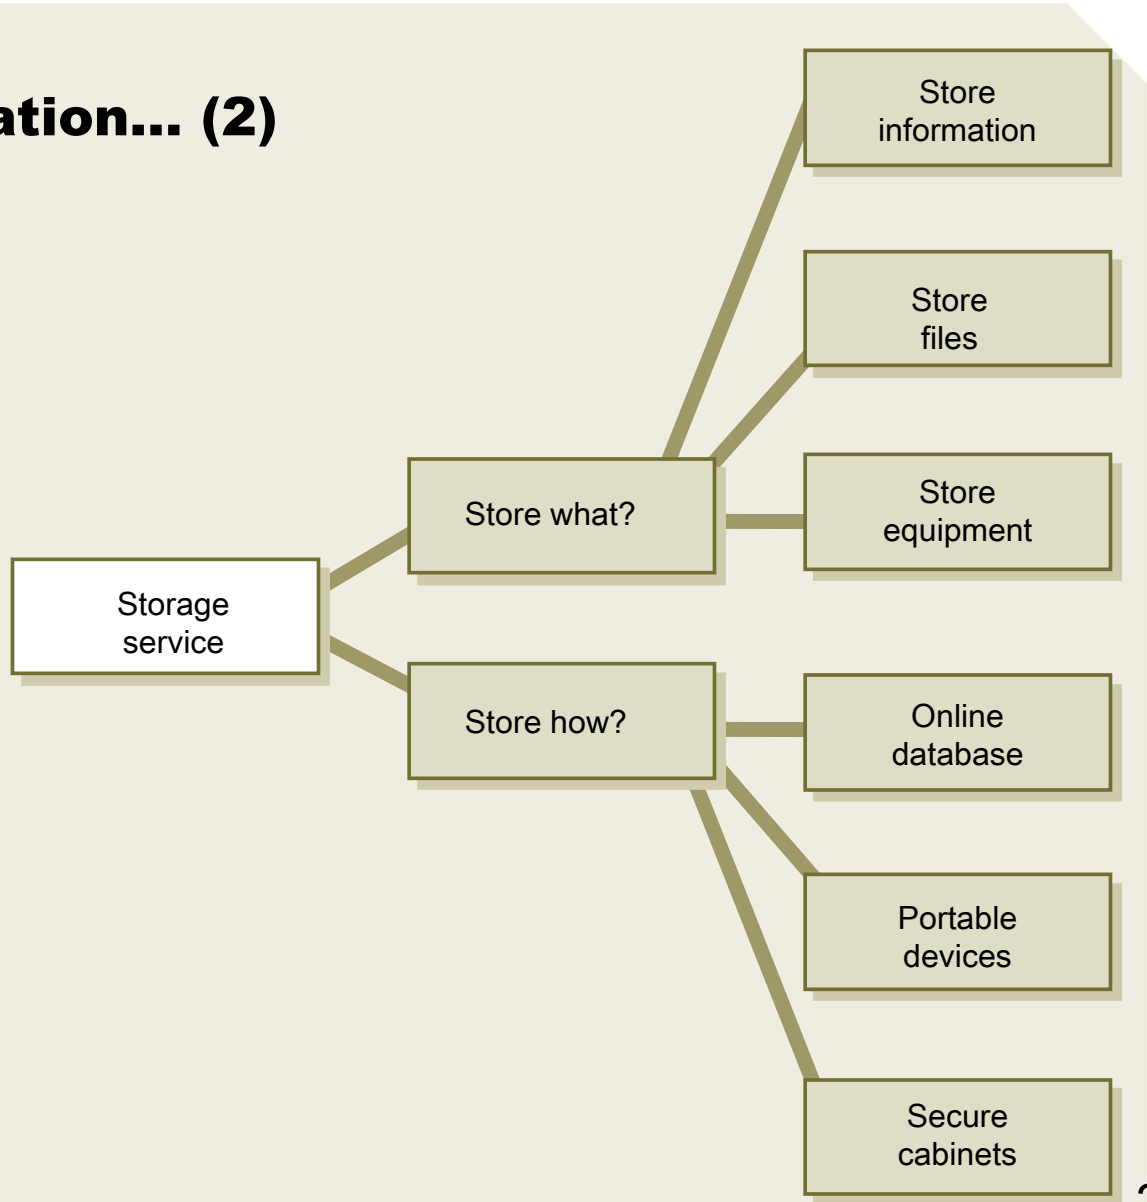 ation... (2)
Store
information
Store
files
Store
equipment
Store what?
Storage
service
Store how?
Online
database
Portable
devices
Secure
cabinets